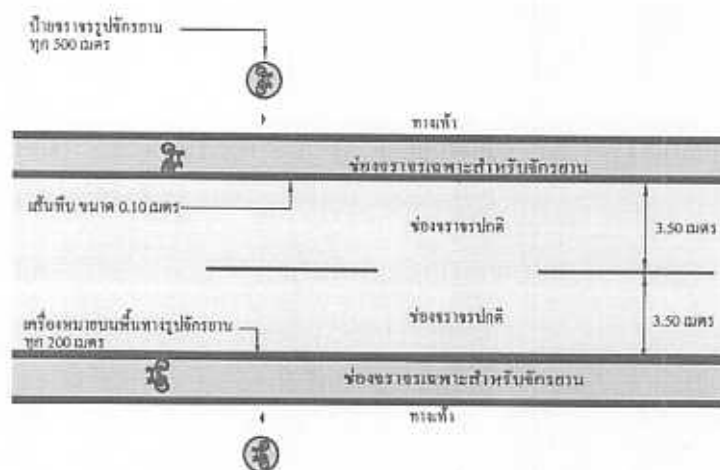 ป้ายจราจรรูปจักรยาน
ทุก 500 เมตร
ทางเท้า
ช่องจราจรเฉพาะสำหรับจักรยาน
เส้นทึบ ขนาด 0.10 เมตร
ช่องจราจรปกติ
3.50 เมตร
ช่องจราจรปกติ
3.50 เมตร
เครื่องหมายบนพื้นทางรูปจักรยาน
ทุก 200 เมตร
ช่องจราจรเฉพาะสำหรับจักรยาน
ทางเท้า